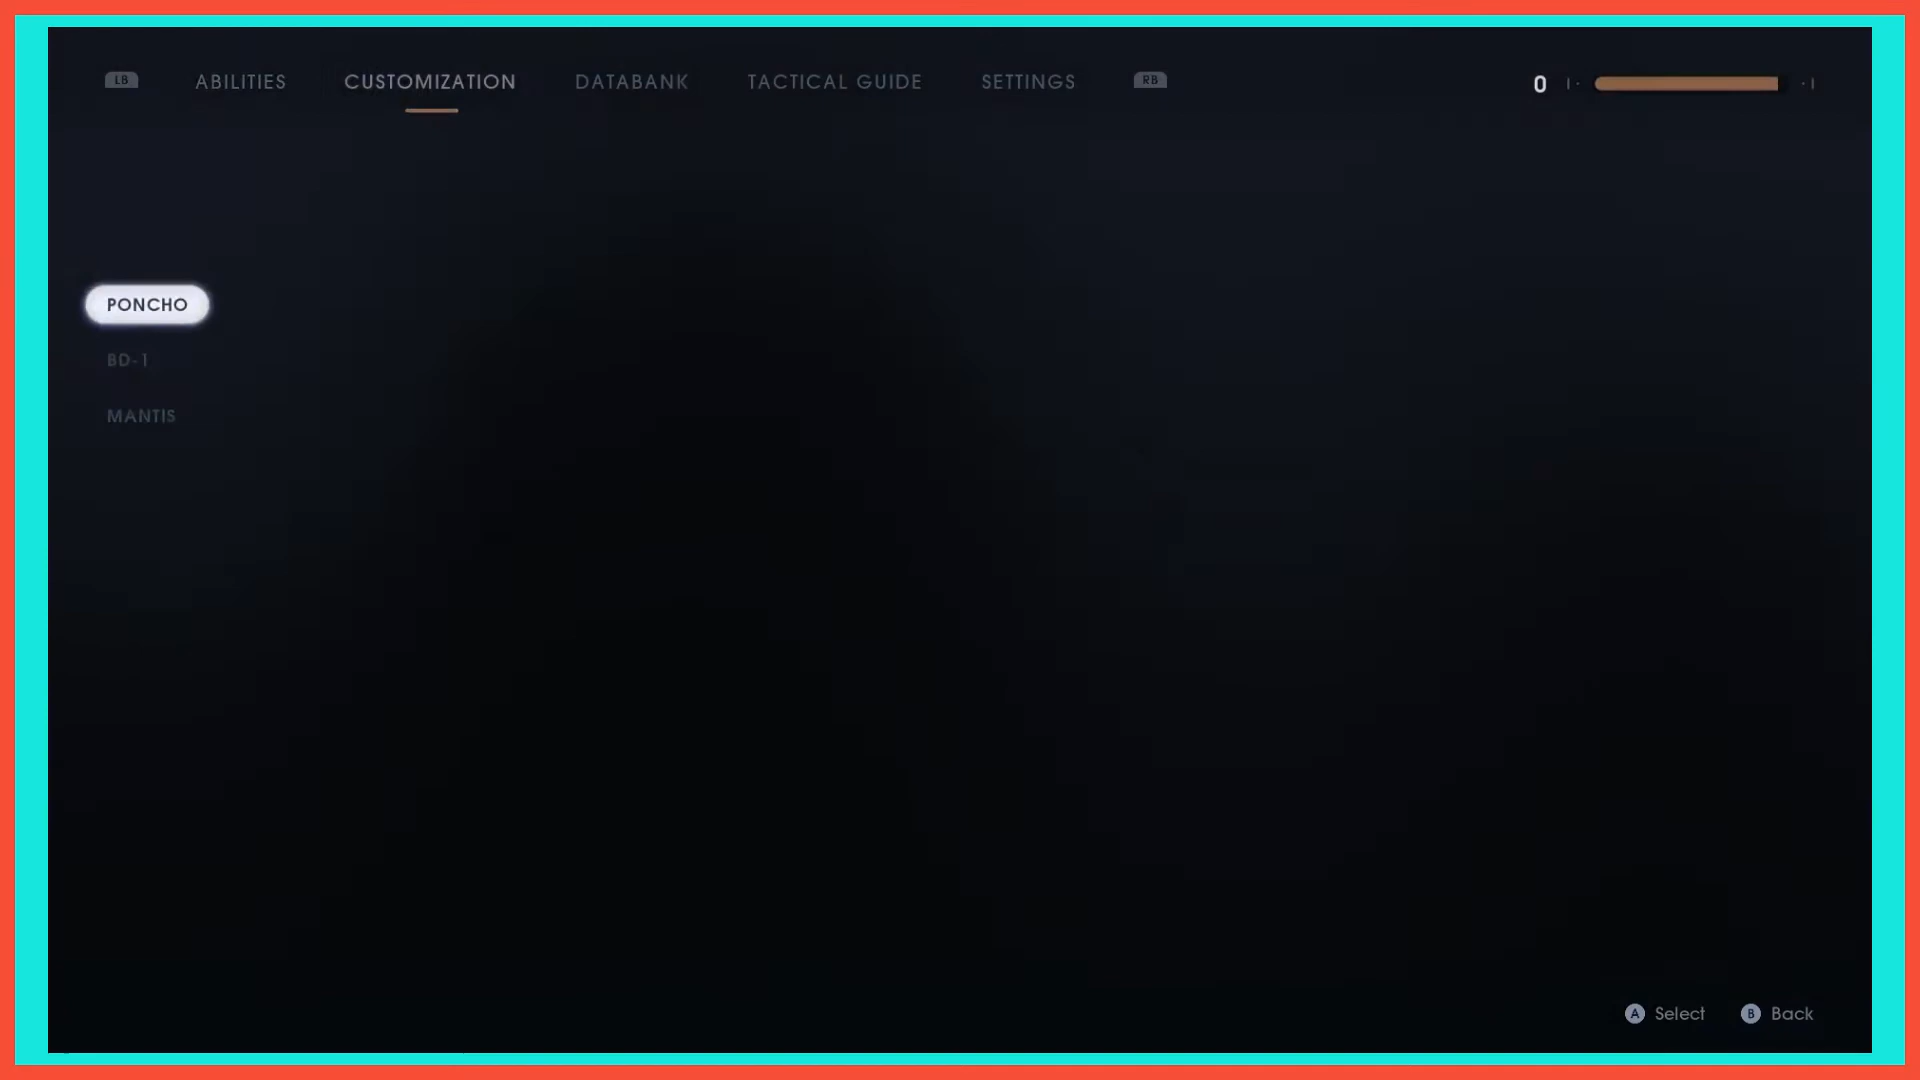 LB ABILITIES CUSTOMIZATION DATABANK TACTICAL GUIDE SETTINGS RB 0
PONCHO
BD-1
MANTIS
A Select B Back